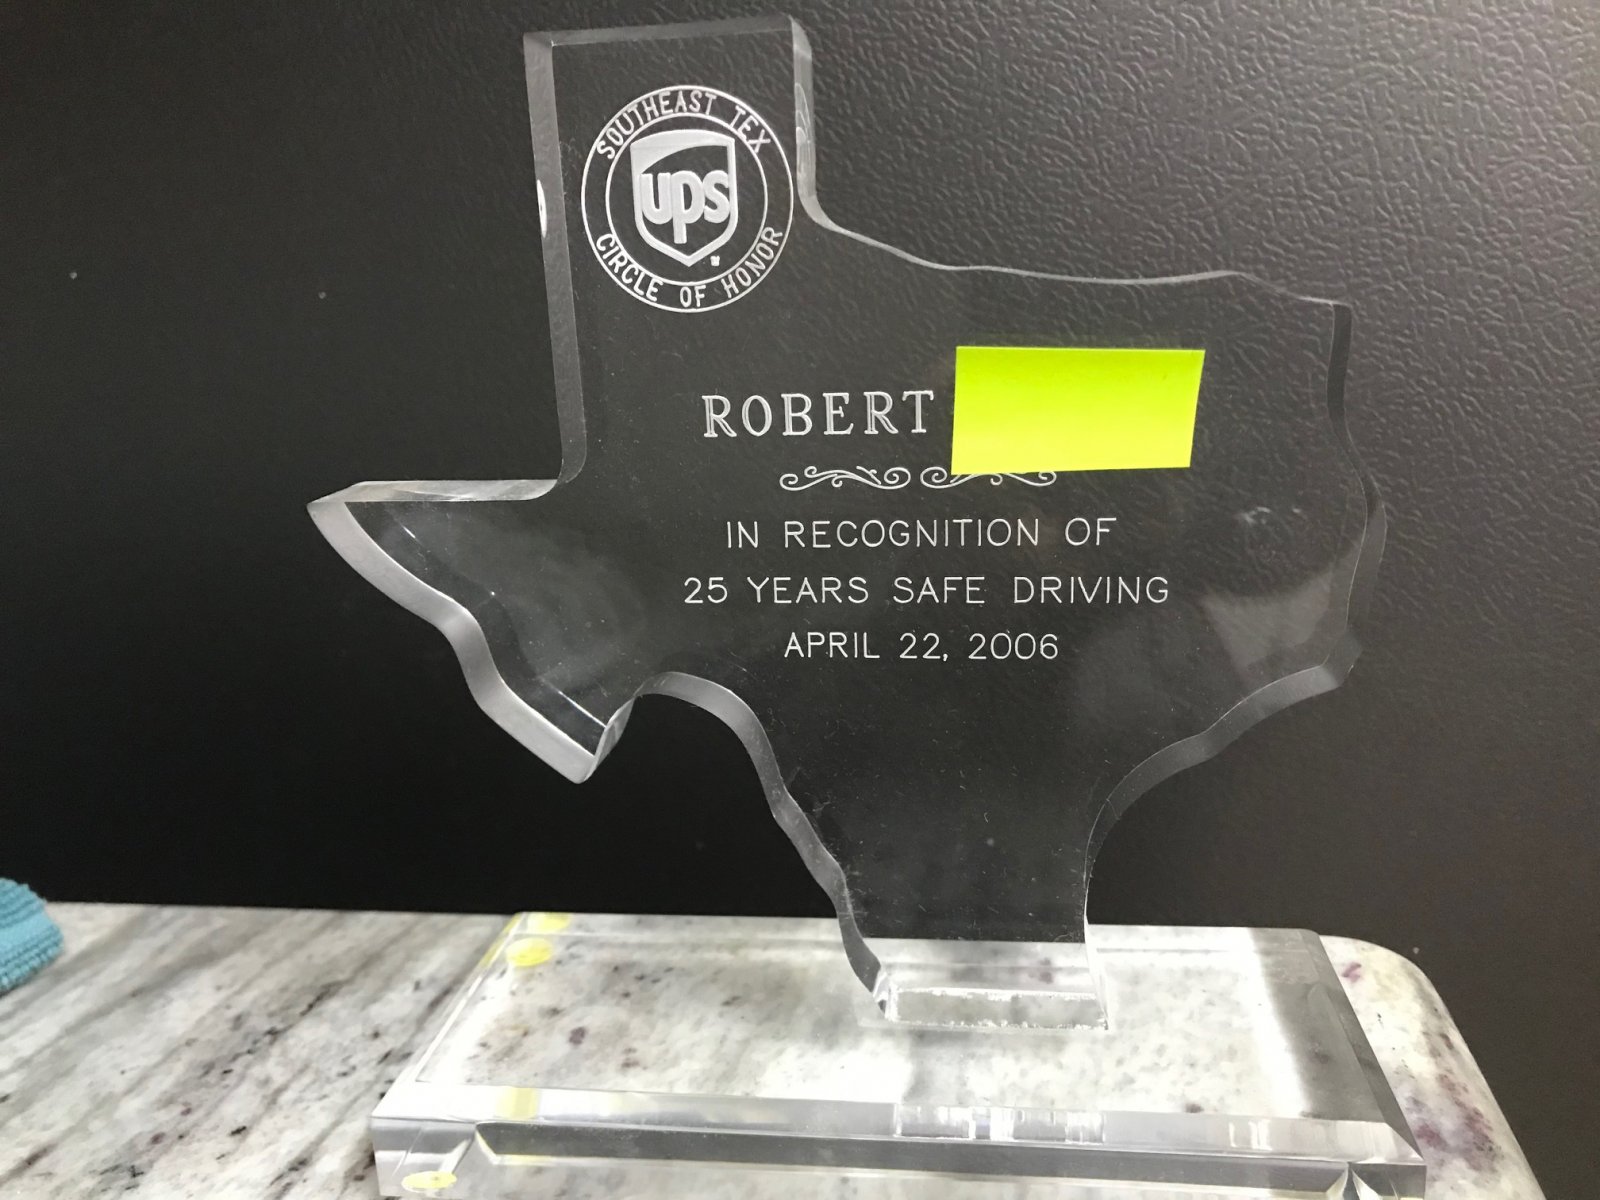 SOUTHEAST TEX
ups
CIRCLE OF HONOR
ROBERT
IN RECOGNITION OF
25 YEARS SAFE DRIVING
APRIL 22, 2006